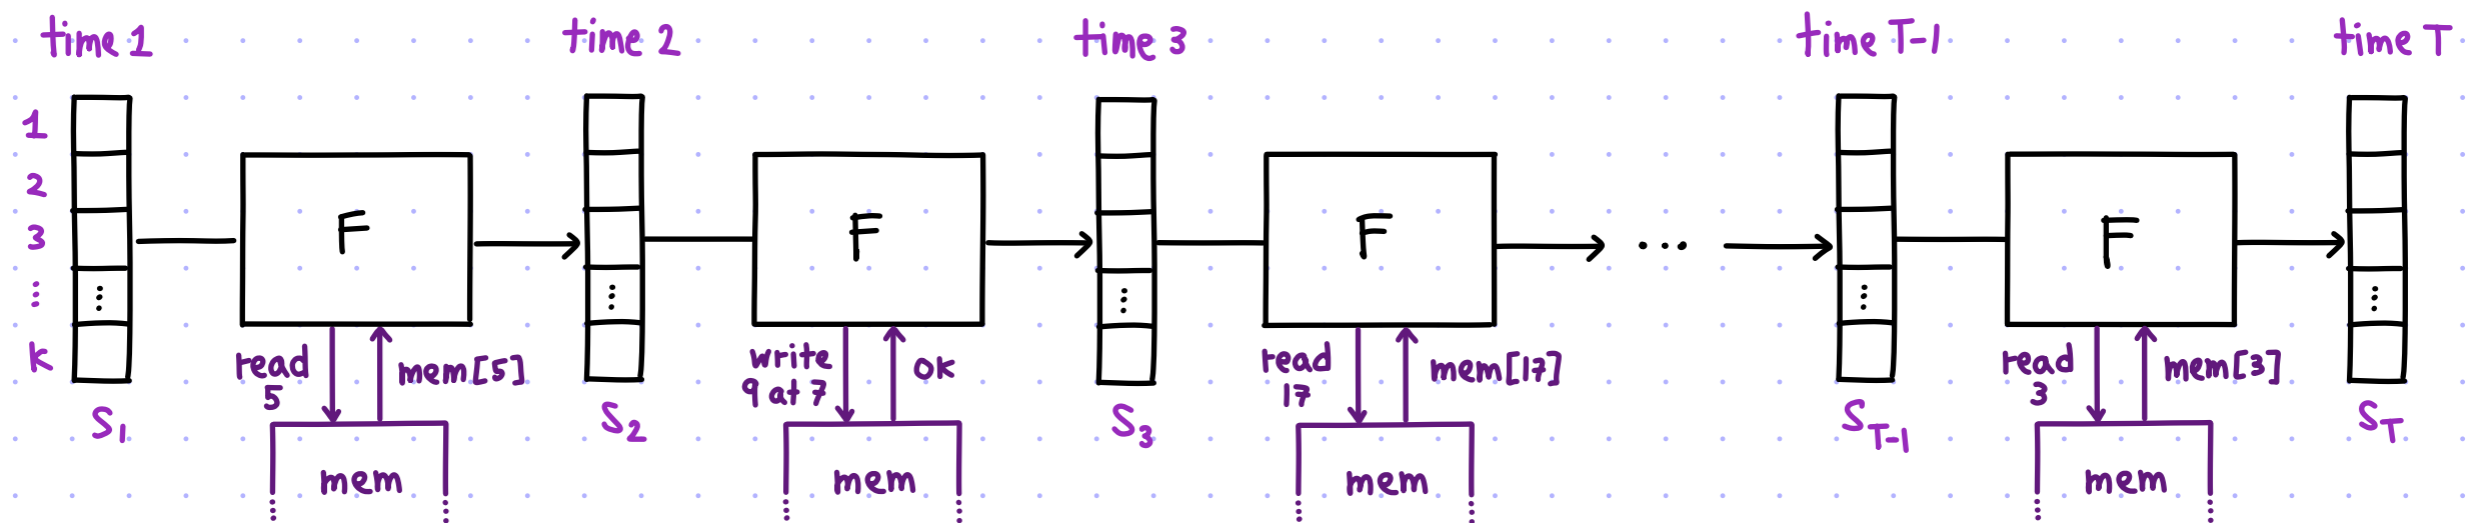 time 1
time 2
time 3
time T-1
time T
1
2
3
⋮
k
⋮
⋮
⋮
⋮
⋮
F
F
F
...
F
read
5
mem[5]
write
9 at 7
ok
read
17
mem[17]
read
3
mem[3]
S1
S2
S3
ST-1
ST
mem
mem
mem
mem